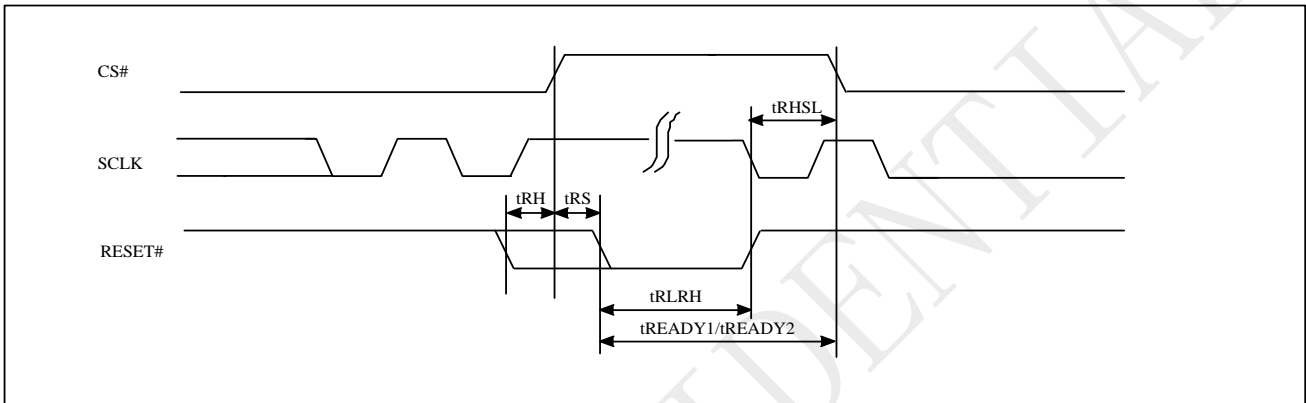 CS#
tRHSL
SCLK
tRH tRS
RESET#
tRLRH
tREADY1/tREADY2